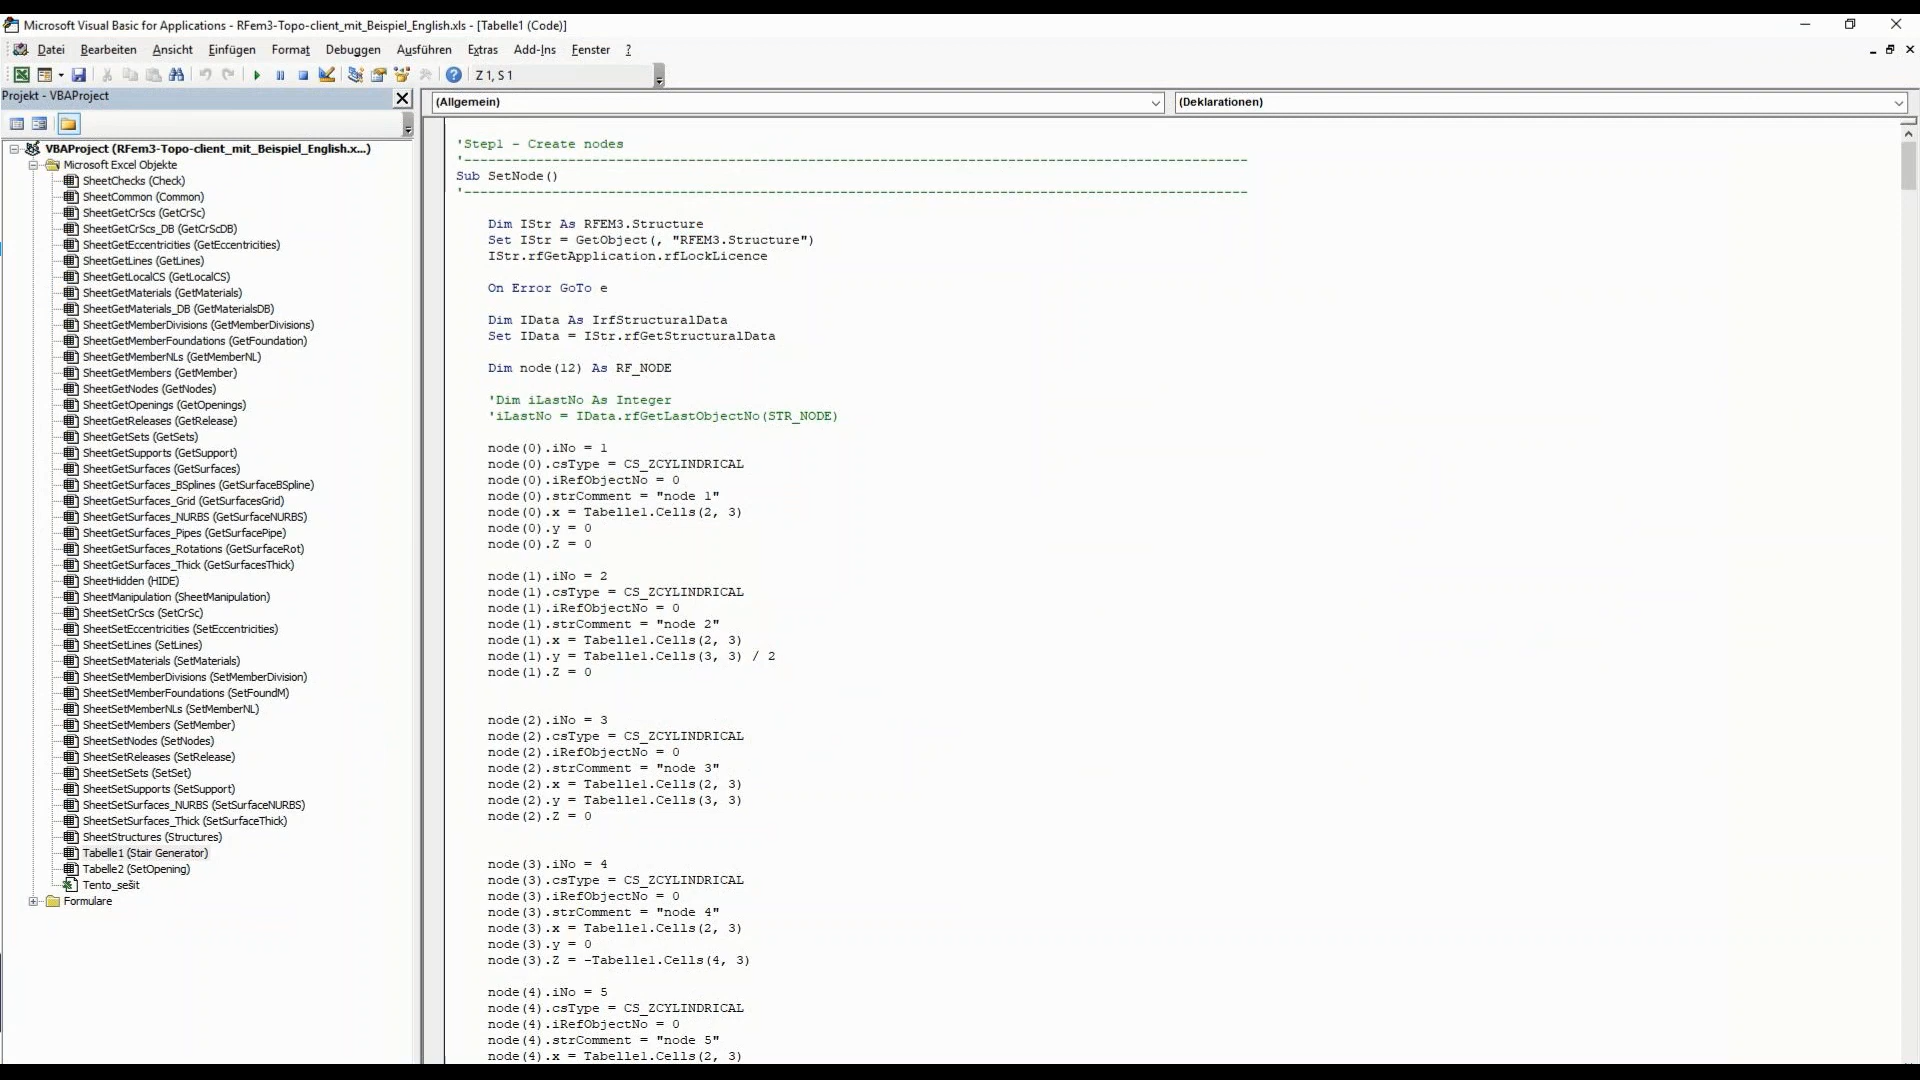 Microsoft Visual Basic for Applications - RFem3-Topo-client_mit_Beispiel_English.xls - [Tabelle1 (Code)]
Datei Bearbeiten Ansicht Einfügen Format Debuggen Ausführen Extras Add-Ins Fenster ?
Z 1, S 1
Projekt - VBAProject
VBAProject (RFem3-Topo-client_mit_Beispiel_English.x...)
Microsoft Excel Objekte
SheetChecks (Check)
SheetCommon (Common)
SheetGetCrScs (GetCrSc)
SheetGetCrScs_DB (GetCrScDB)
SheetGetEccentricities (GetEccentricities)
SheetGetLines (GetLines)
SheetGetLocalCS (GetLocalCS)
SheetGetMaterials (GetMaterials)
SheetGetMaterials_DB (GetMaterialsDB)
SheetGetMemberDivisions (GetMemberDivisions)
SheetGetMemberFoundations (GetFoundation)
SheetGetMemberNLs (GetMemberNL)
SheetGetMembers (GetMember)
SheetGetNodes (GetNodes)
SheetGetOpenings (GetOpenings)
SheetGetReleases (GetRelease)
SheetGetSets (GetSets)
SheetGetSupports (GetSupport)
SheetGetSurfaces (GetSurfaces)
SheetGetSurfaces_BSplines (GetSurfaceBSpline)
SheetGetSurfaces_Grid (GetSurfacesGrid)
SheetGetSurfaces_NURBS (GetSurfaceNURBS)
SheetGetSurfaces_Pipes (GetSurfacePipe)
SheetGetSurfaces_Rotations (GetSurfaceRot)
SheetGetSurfaces_Thick (GetSurfacesThick)
SheetHidden (HIDE)
SheetManipulation (SheetManipulation)
SheetSetCrScs (SetCrSc)
SheetSetEccentricities (SetEccentricities)
SheetSetLines (SetLines)
SheetSetMaterials (SetMaterials)
SheetSetMemberDivisions (SetMemberDivision)
SheetSetMemberFoundations (SetFoundM)
SheetSetMemberNLs (SetMemberNL)
SheetSetMembers (SetMember)
SheetSetNodes (SetNodes)
SheetSetReleases (SetRelease)
SheetSetSets (SetSet)
SheetSetSupports (SetSupport)
SheetSetSurfaces_NURBS (SetSurfaceNURBS)
SheetSetSurfaces_Thick (SetSurfaceThick)
SheetStructures (Structures)
Tabelle1 (Stair Generator)
Tabelle2 (SetOpening)
Tento_sešit
Formulare
(Allgemein)
(Deklarationen)
'Step1 - Create nodes
'--------------------------------------------------------------------------------------------------
Sub SetNode()
'--------------------------------------------------------------------------------------------------
Dim IStr As RFEM3.Structure
Set IStr = GetObject(, "RFEM3.Structure")
IStr.rfGetApplication.rfLockLicence
On Error GoTo e
Dim IData As IrfStructuralData
Set IData = IStr.rfGetStructuralData
Dim node(12) As RF_NODE
'Dim iLastNo As Integer
'iLastNo = IData.rfGetLastObjectNo(STR_NODE)
node(0).iNo = 1
node(0).csType = CS_ZCYLINDRICAL
node(0).iRefObjectNo = 0
node(0).strComment = "node 1"
node(0).x = Tabelle1.Cells(2, 3)
node(0).y = 0
node(0).Z = 0
node(1).iNo = 2
node(1).csType = CS_ZCYLINDRICAL
node(1).iRefObjectNo = 0
node(1).strComment = "node 2"
node(1).x = Tabelle1.Cells(2, 3)
node(1).y = Tabelle1.Cells(3, 3) / 2
node(1).Z = 0
node(2).iNo = 3
node(2).csType = CS_ZCYLINDRICAL
node(2).iRefObjectNo = 0
node(2).strComment = "node 3"
node(2).x = Tabelle1.Cells(2, 3)
node(2).y = Tabelle1.Cells(3, 3)
node(2).Z = 0
node(3).iNo = 4
node(3).csType = CS_ZCYLINDRICAL
node(3).iRefObjectNo = 0
node(3).strComment = "node 4"
node(3).x = Tabelle1.Cells(2, 3)
node(3).y = 0
node(3).Z = -Tabelle1.Cells(4, 3)
node(4).iNo = 5
node(4).csType = CS_ZCYLINDRICAL
node(4).iRefObjectNo = 0
node(4).strComment = "node 5"
node(4).x = Tabelle1.Cells(2, 3)